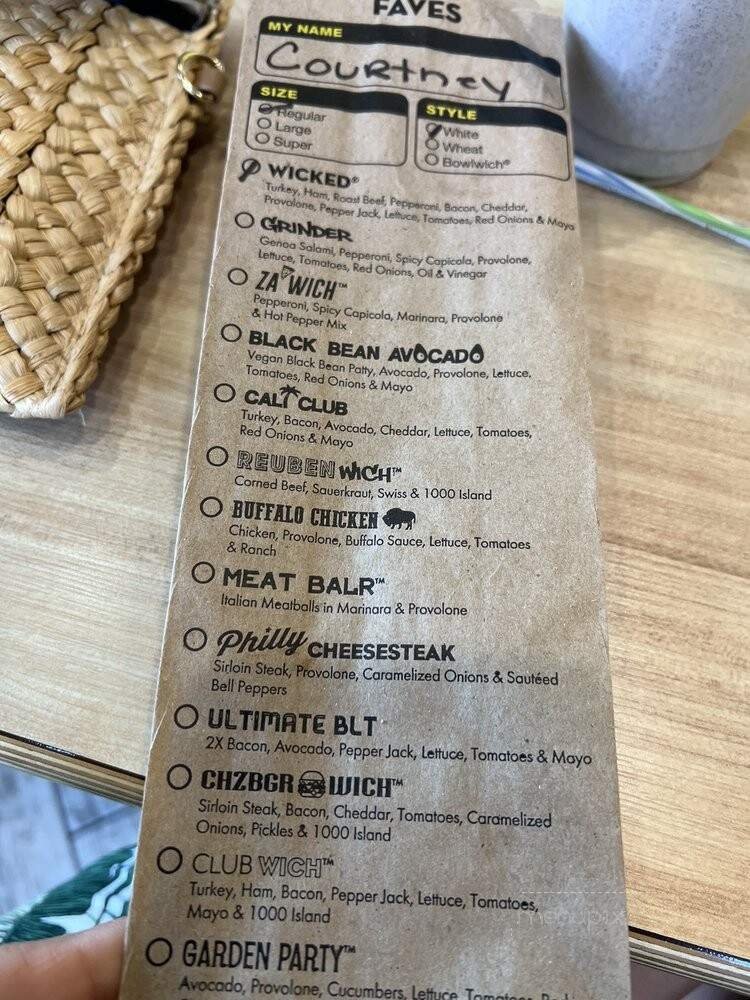 FAVES
MY NAME
Courtney
SIZE
Regular
Large
Super
STYLE
White
Wheat
Bowlwich®
WICKED®
Turkey, Ham, Roast Beef, Pepperoni, Bacon, Cheddar,
Provolone, Pepper Jack, Lettuce, Tomatoes, Red Onions & Mayo
GRINDER
Genoa Salami, Pepperoni, Spicy Capicola, Provolone,
Lettuce, Tomatoes, Red Onions, Oil & Vinegar
ZA'WICH™
Pepperoni, Spicy Capicola, Marinara, Provolone
& Hot Pepper Mix
BLACK BEAN AVOCADO
Vegan Black Bean Patty, Avocado, Provolone, Lettuce,
Tomatoes, Red Onions & Mayo
CALI CLUB
Turkey, Bacon, Avocado, Cheddar, Lettuce, Tomatoes,
Red Onions & Mayo
REUBENWICH™
Corned Beef, Sauerkraut, Swiss & 1000 Island
BUFFALO CHICKEN
Chicken, Provolone, Buffalo Sauce, Lettuce, Tomatoes
& Ranch
MEAT BALR™
Italian Meatballs in Marinara & Provolone
Philly CHEESESTEAK
Sirloin Steak, Provolone, Caramelized Onions & Sautéed
Bell Peppers
ULTIMATE BLT
2X Bacon, Avocado, Pepper Jack, Lettuce, Tomatoes & Mayo
CHZBGR WICH™
Sirloin Steak, Bacon, Cheddar, Tomatoes, Caramelized
Onions, Pickles & 1000 Island
CLUB WICH™
Turkey, Ham, Bacon, Pepper Jack, Lettuce, Tomatoes,
Mayo & 1000 Island
GARDEN PARTY™
Avocado, Provolone, Cucumbers, Lettuce, Tomatoes, Red